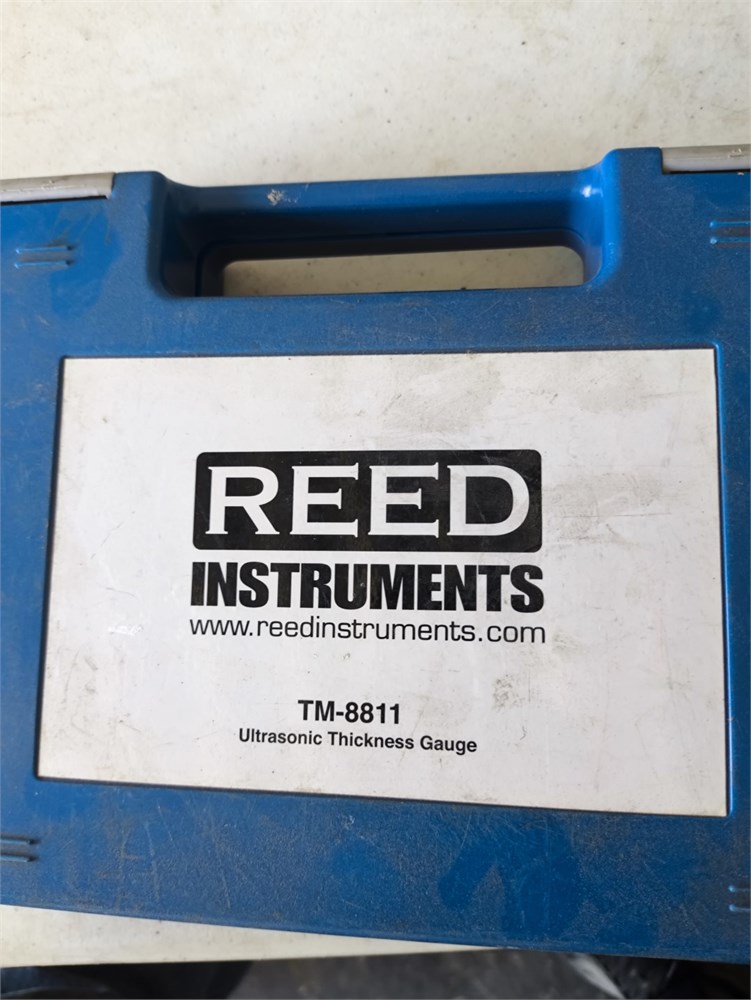 REED
INSTRUMENTS
www.reedinstruments.com
TM-8811
Ultrasonic Thickness Gauge